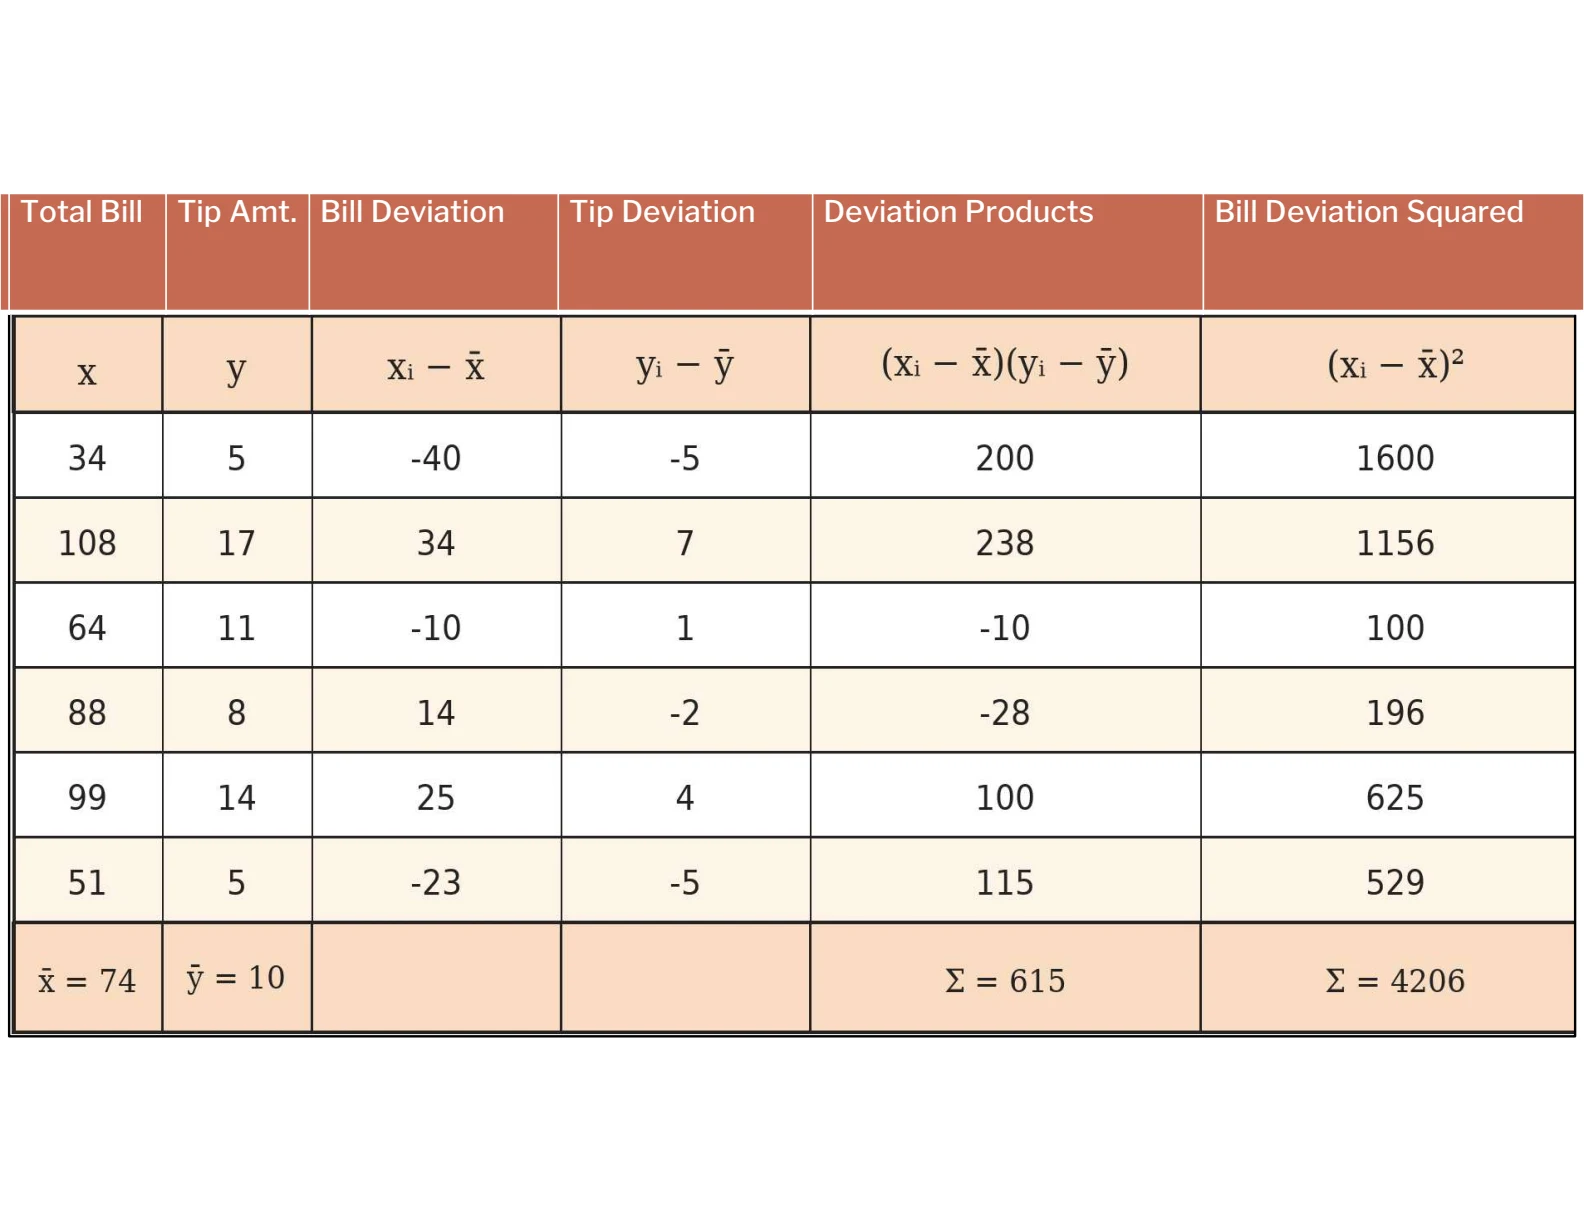 Total Bill Tip Amt. Bill Deviation Tip Deviation Deviation Products Bill Deviation Squared
x y xᵢ − x̄ yᵢ − ȳ (xᵢ − x̄)(yᵢ − ȳ) (xᵢ − x̄)²
34 5 -40 -5 200 1600
108 17 34 7 238 1156
64 11 -10 1 -10 100
88 8 14 -2 -28 196
99 14 25 4 100 625
51 5 -23 -5 115 529
x̄ = 74 ȳ = 10 Σ = 615 Σ = 4206